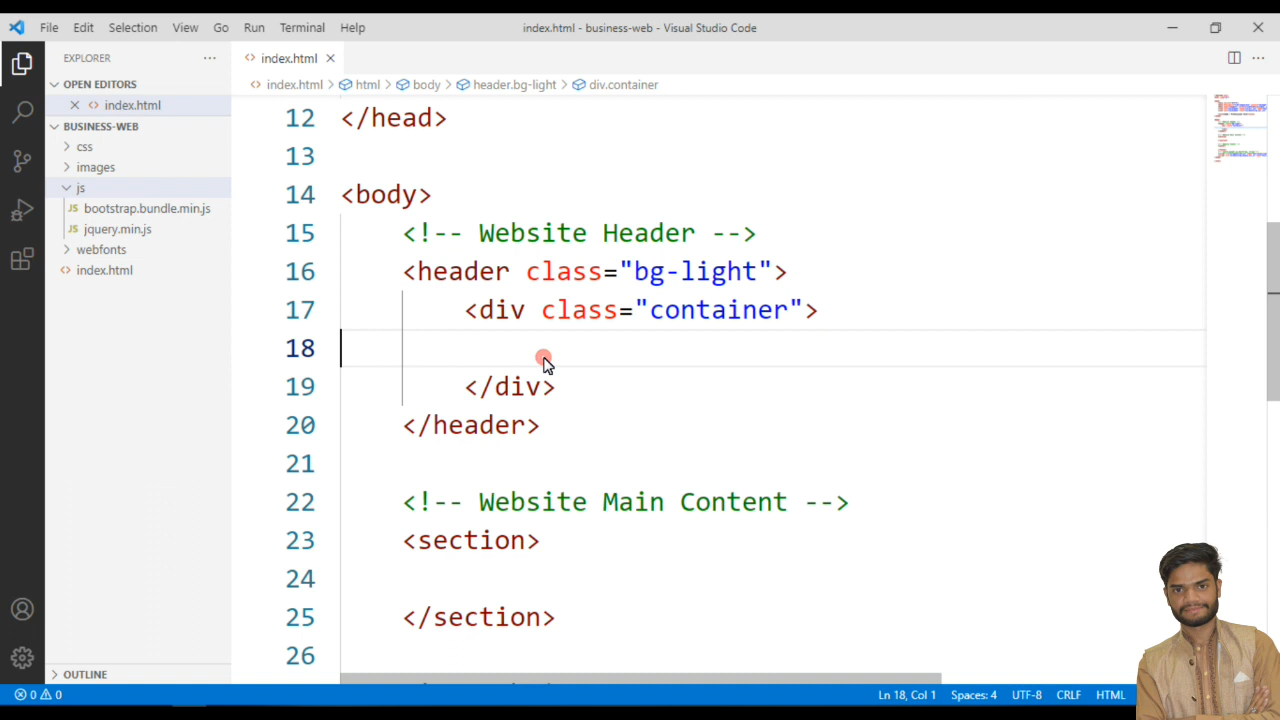 File Edit Selection View Go Run Terminal Help index.html - business-web - Visual Studio Code
EXPLORER
OPEN EDITORS
index.html
BUSINESS-WEB
css
images
js
JS bootstrap.bundle.min.js
JS jquery.min.js
webfonts
index.html
OUTLINE
index.html
index.html > html > body > header.bg-light > div.container
12 </head>
13
14 <body>
15 <!-- Website Header -->
16 <header class="bg-light">
17 <div class="container">
18
19 </div>
20 </header>
21
22 <!-- Website Main Content -->
23 <section>
24
25 </section>
26
0 0 Ln 18, Col 1 Spaces: 4 UTF-8 CRLF HTML